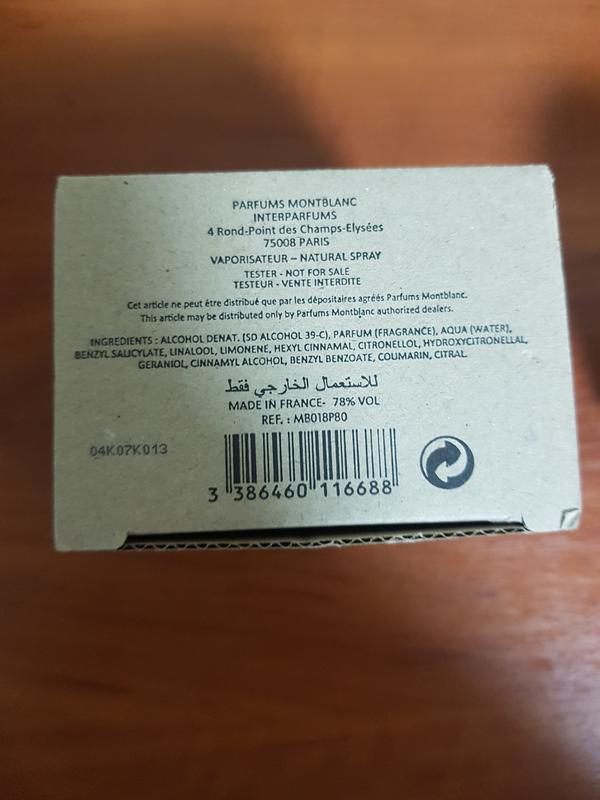 PARFUMS MONTBLANC
INTERPARFUMS
4 Rond-Point des Champs-Elysées
75008 PARIS
VAPORISATEUR – NATURAL SPRAY
TESTER - NOT FOR SALE
TESTEUR - VENTE INTERDITE
Cet article ne peut être distribué que par les dépositaires agréés Parfums Montblanc.
This article may be distributed only by Parfums Montblanc authorized dealers.
INGREDIENTS : ALCOHOL DENAT. (SD ALCOHOL 39-C), PARFUM (FRAGRANCE), AQUA (WATER),
BENZYL SALICYLATE, LINALOOL, LIMONENE, HEXYL CINNAMAL, CITRONELLOL, HYDROXYCITRONELLAL,
GERANIOL, CINNAMYL ALCOHOL, BENZYL BENZOATE, COUMARIN, CITRAL.
للاستعمال الخارجي فقط
MADE IN FRANCE- 78% VOL
REF. : MB018P80
04K07K013
3 386460 116688